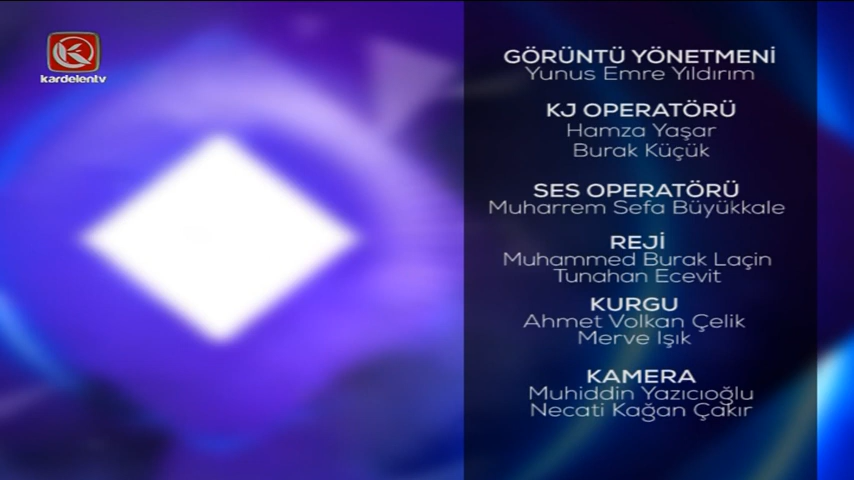 kardelentv
GÖRÜNTÜ YÖNETMENİ
Yunus Emre Yıldırım
KJ OPERATÖRÜ
Hamza Yaşar
Burak Küçük
SES OPERATÖRÜ
Muharrem Sefa Büyükkale
REJİ
Muhammed Burak Laçin
Tunahan Ecevit
KURGU
Ahmet Volkan Çelik
Merve Işık
KAMERA
Muhiddin Yazıcıoğlu
Necati Kağan Çakır